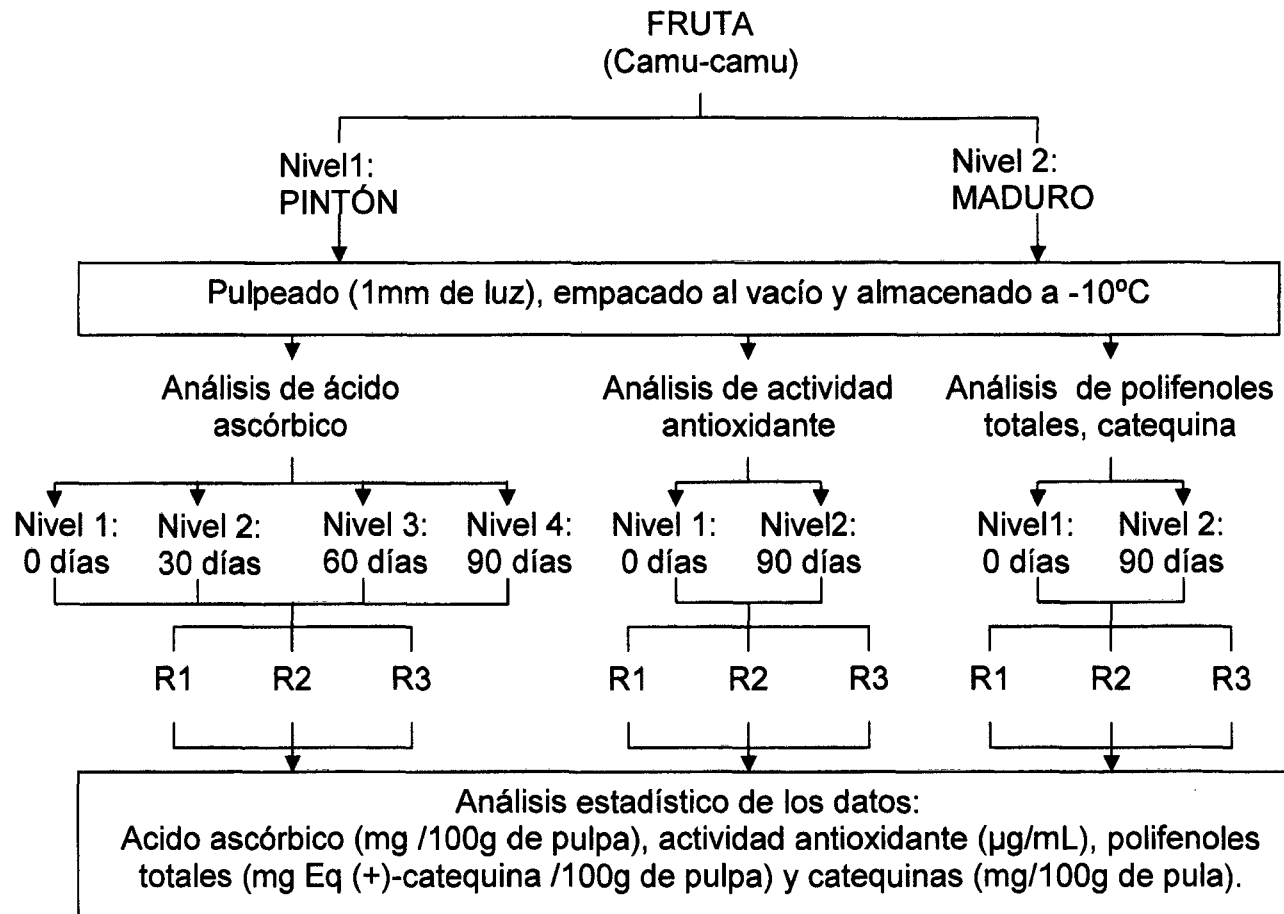 FRUTA
(Camu-camu)
Nivel1:
PINTÓN
Nivel 2:
MADURO
Pulpeado (1mm de luz), empacado al vacío y almacenado a -10ºC
Análisis de ácido
ascórbico
Análisis de actividad
antioxidante
Análisis de polifenoles
totales, catequina
Nivel 1:
0 días
Nivel 2:
30 días
Nivel 3:
60 días
Nivel 4:
90 días
Nivel 1:
0 días
Nivel2:
90 días
Nivel1:
0 días
Nivel 2:
90 días
R1 R2 R3
R1 R2 R3
R1 R2 R3
Análisis estadístico de los datos:
Acido ascórbico (mg /100g de pulpa), actividad antioxidante (µg/mL), polifenoles
totales (mg Eq (+)-catequina /100g de pulpa) y catequinas (mg/100g de pula).